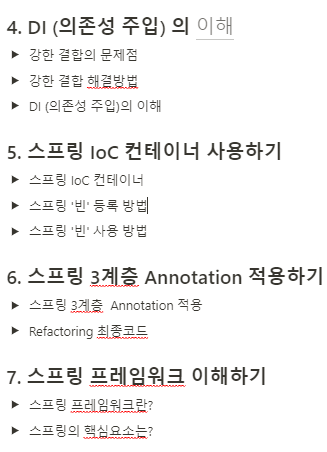 4. DI (의존성 주입) 의 이해
강한 결합의 문제점
강한 결합 해결방법
DI (의존성 주입)의 이해
5. 스프링 IoC 컨테이너 사용하기
스프링 IoC 컨테이너
스프링 '빈' 등록 방법
스프링 '빈' 사용 방법
6. 스프링 3계층 Annotation 적용하기
스프링 3계층 Annotation 적용
Refactoring 최종코드
7. 스프링 프레임워크 이해하기
스프링 프레임워크란?
스프링의 핵심요소는?